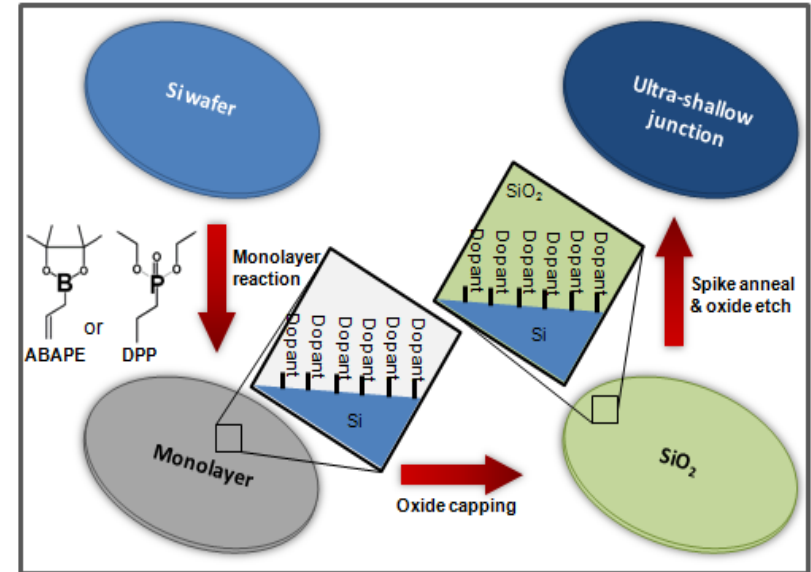 Si wafer
Ultra-shallow
junction
SiO₂
Dopant
Dopant
Dopant
Dopant
Dopant
Dopant
Si
O
O
B
O
O
O
P
Monolayer
reaction
or
ABAPE
DPP
Dopant
Dopant
Dopant
Dopant
Dopant
Dopant
Si
Spike anneal
& oxide etch
Monolayer
SiO₂
Oxide capping